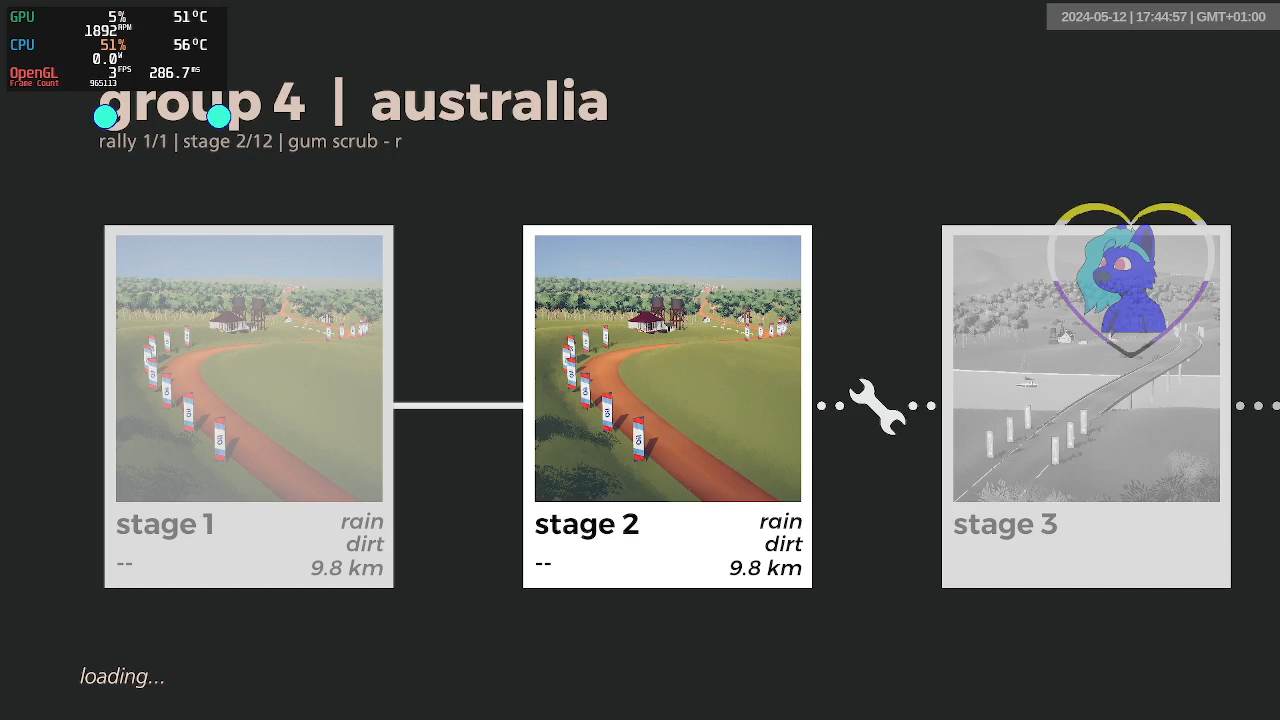 GPU 5% 51°C
1892RPM
CPU 51% 56°C
0.0W
OpenGL 3FPS 286.7ms
Frame Count 965113
2024-05-12 | 17:44:57 | GMT+01:00
group 4 | australia
rally 1/1 | stage 2/12 | gum scrub - r
stage 1
rain
dirt
--
9.8 km
stage 2
rain
dirt
--
9.8 km
stage 3
loading...